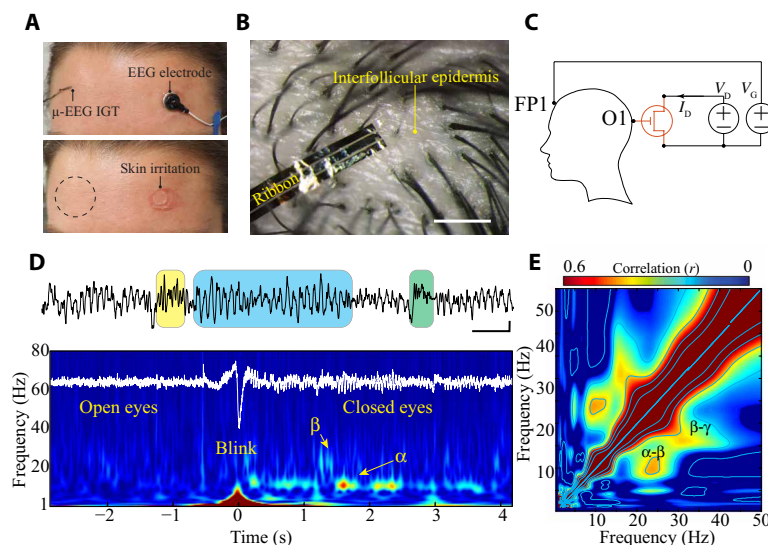 A
EEG electrode
μ-EEG IGT
Skin irritation
B
Interfollicular epidermis
Ribbon
C
FP1
O1
I_D
V_D
V_G
D
80
60
40
20
1
Frequency (Hz)
Open eyes
Blink
Closed eyes
β
α
−2
−1
0
1
2
3
4
Time (s)
E
0.6
Correlation (r)
0
50
40
30
20
10
Frequency (Hz)
β-γ
α-β
10
20
30
40
50
Frequency (Hz)